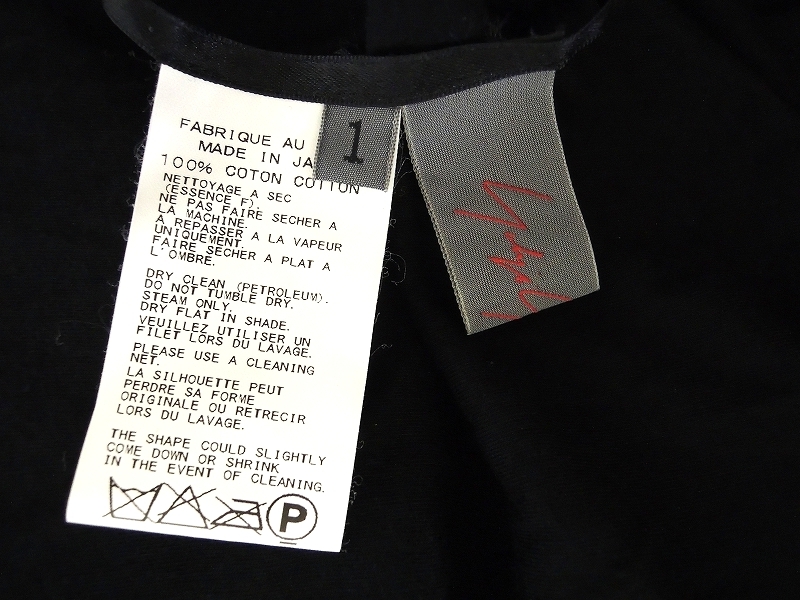 FABRIQUE AU
MADE IN JA
100% COTON COTTON
NETTOYAGE A SEC
(ESSENCE F).
NE PAS FAIRE SECHER A
LA MACHINE.
A REPASSER A LA VAPEUR
UNIQUEMENT.
FAIRE SECHER A PLAT A
L'OMBRE.
DRY CLEAN (PETROLEUM).
DO NOT TUMBLE DRY.
STEAM ONLY.
DRY FLAT IN SHADE.
VEUILLEZ UTILISER UN
FILET LORS DU LAVAGE.
PLEASE USE A CLEANING
NET.
LA SILHOUETTE PEUT
PERDRE SA FORME
ORIGINALE OU RETRECIR
LORS DU LAVAGE.
THE SHAPE COULD SLIGHTLY
COME DOWN OR SHRINK
IN THE EVENT OF CLEANING.
P
1